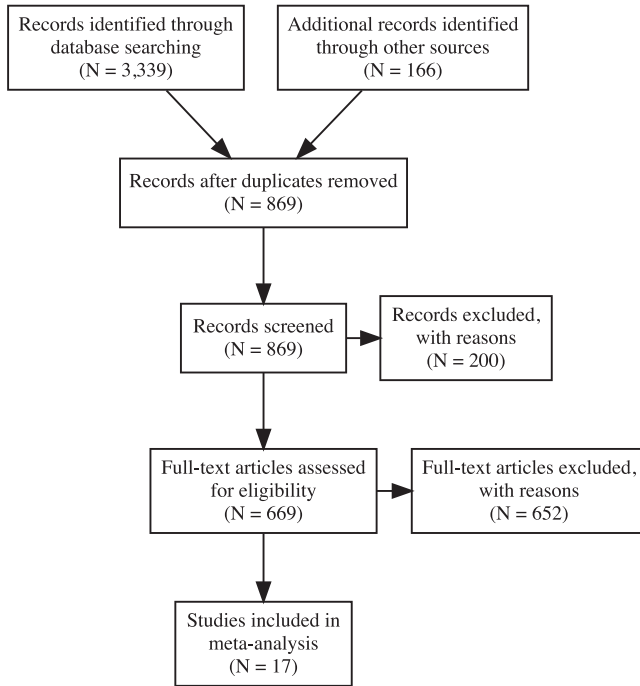 Records identified through
database searching
(N = 3,339)
Additional records identified
through other sources
(N = 166)
Records after duplicates removed
(N = 869)
Records screened
(N = 869)
Records excluded,
with reasons
(N = 200)
Full-text articles assessed
for eligibility
(N = 669)
Full-text articles excluded,
with reasons
(N = 652)
Studies included in
meta-analysis
(N = 17)